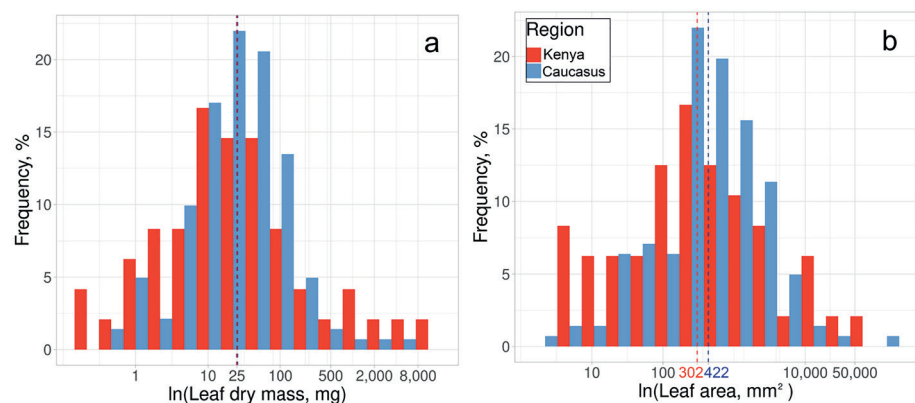 a
Frequency, %
20
15
10
5
0
1 10 25 100 500 2,000 8,000
ln(Leaf dry mass, mg)
b
Region
Kenya
Caucasus
Frequency, %
20
15
10
5
0
10 100 302 422 10,000 50,000
ln(Leaf area, mm²)